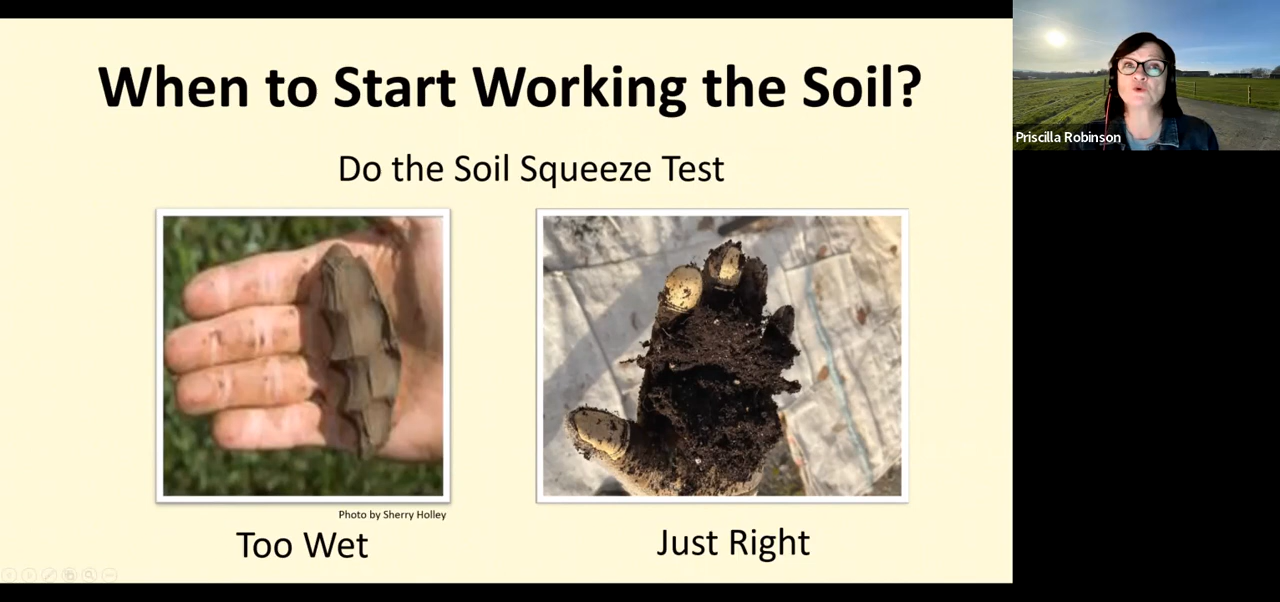 When to Start Working the Soil?
Do the Soil Squeeze Test
Priscilla Robinson
Photo by Sherry Holley
Too Wet
Just Right